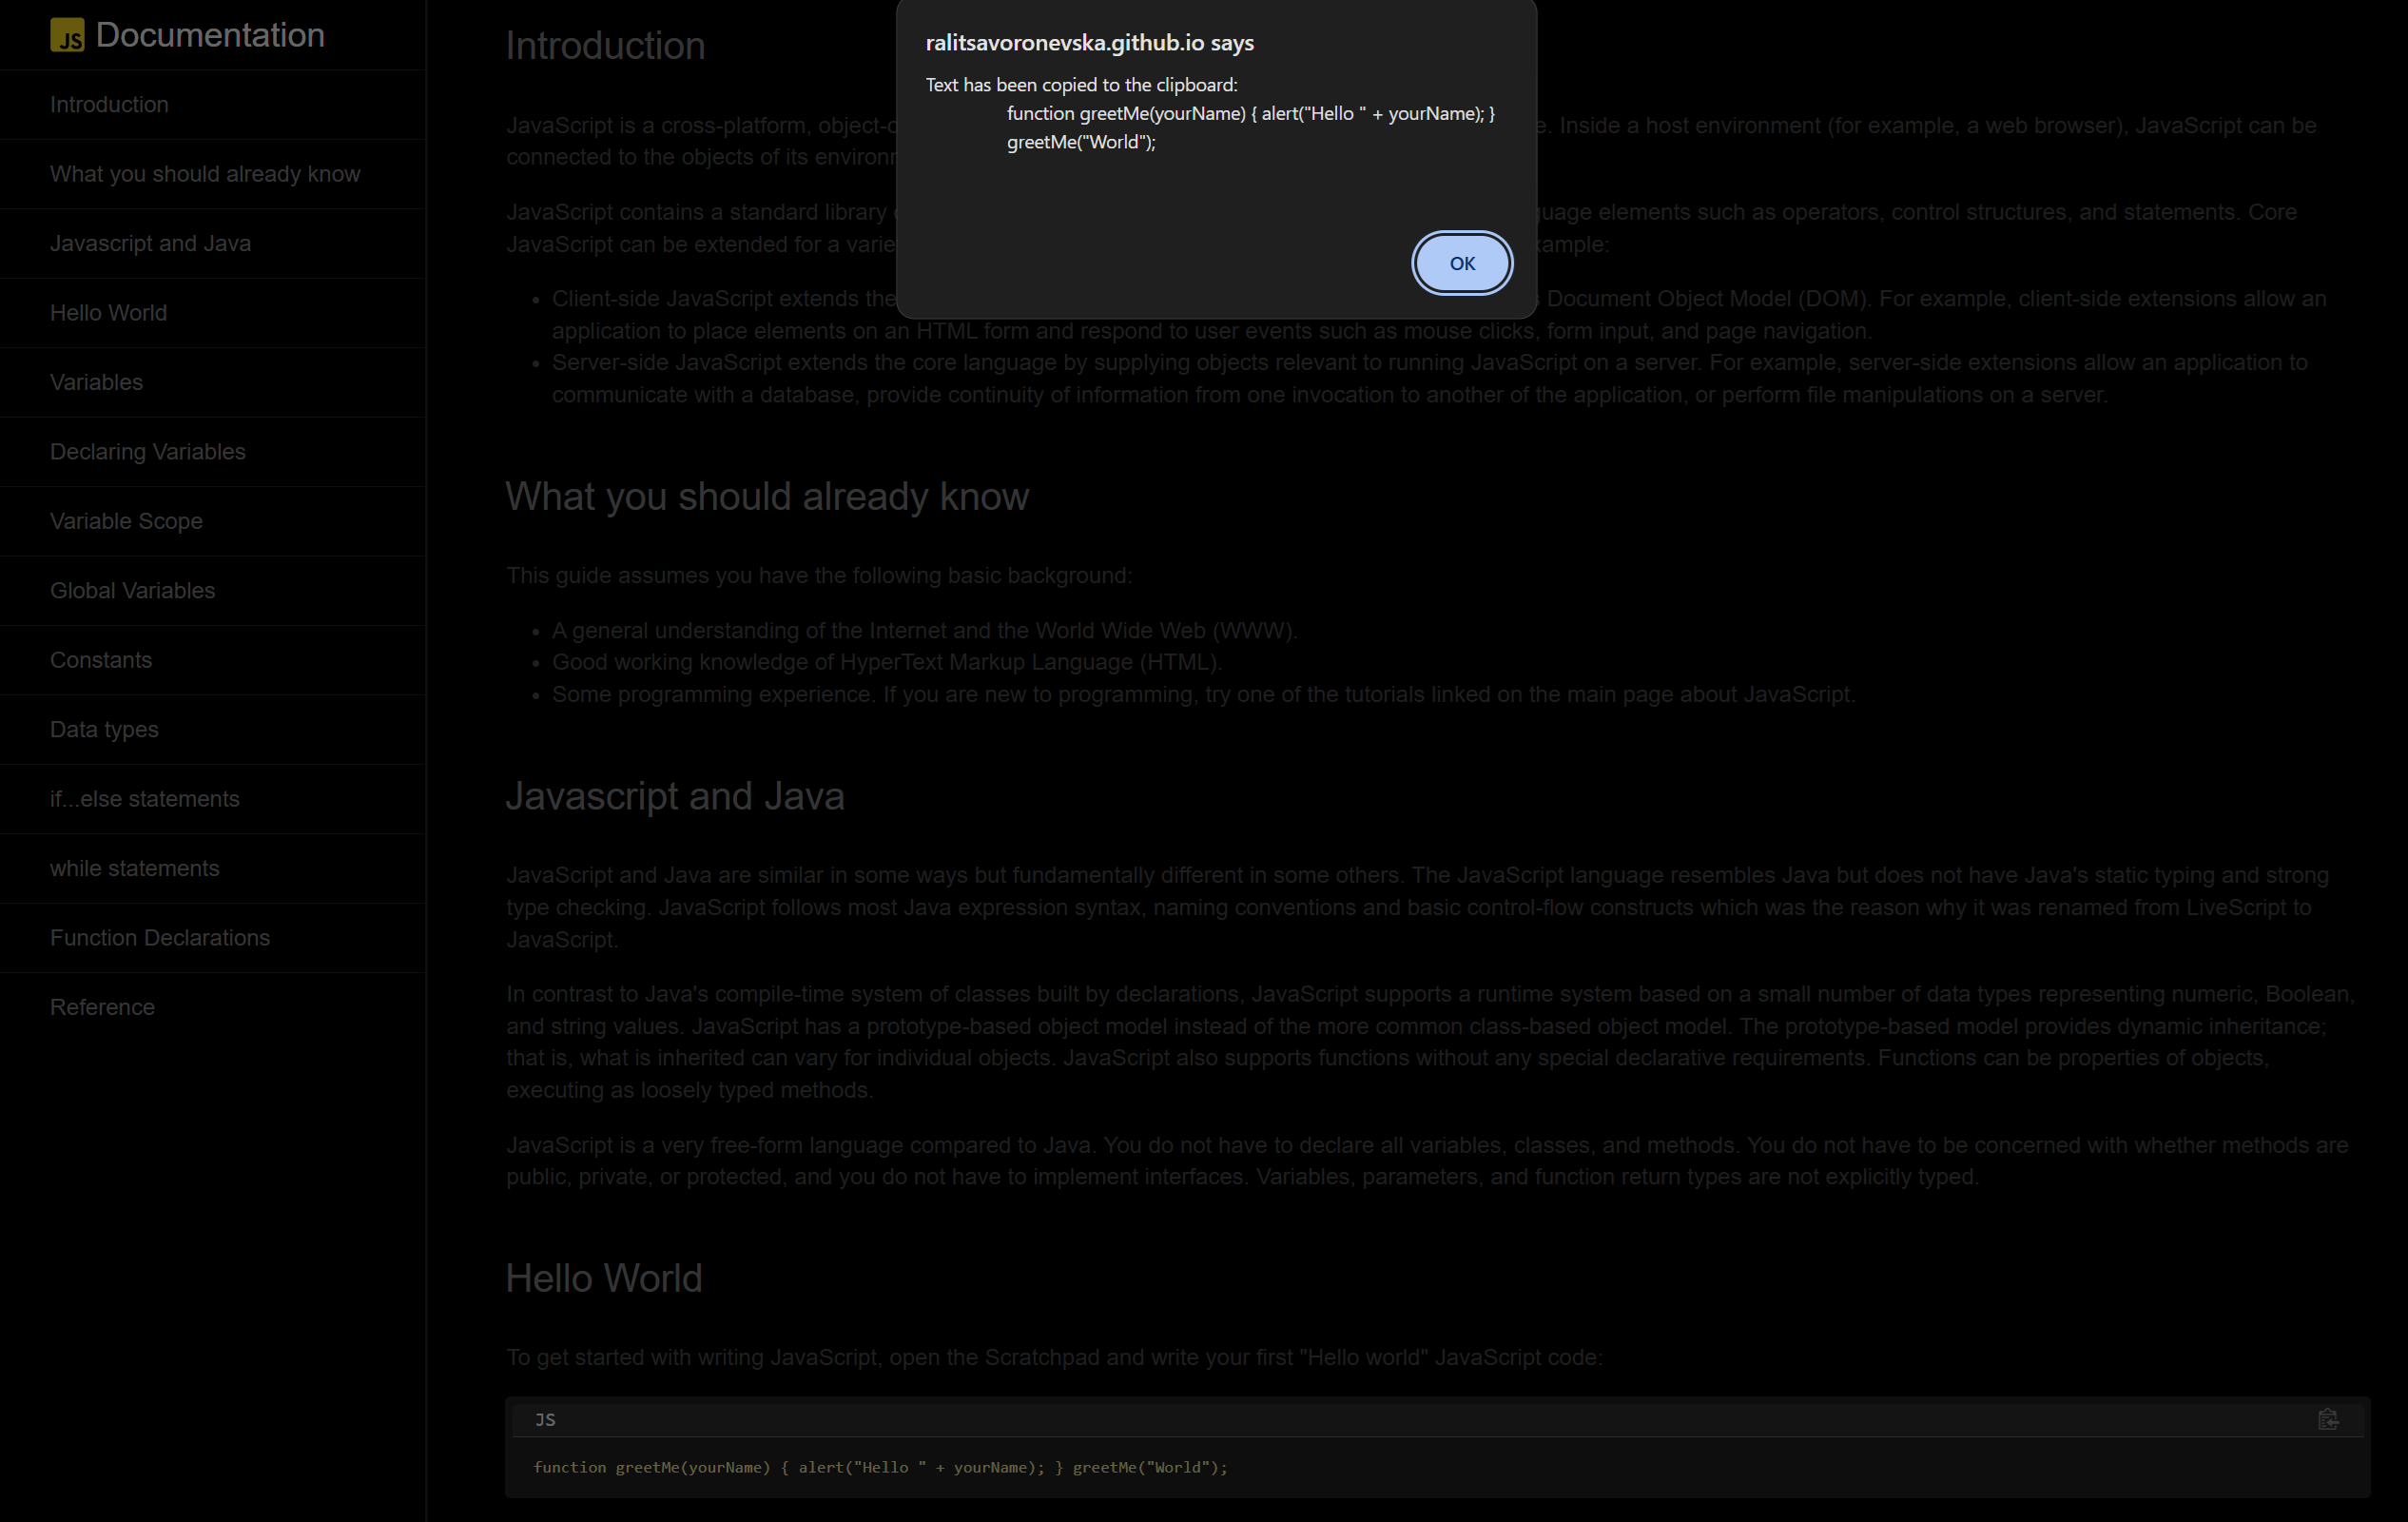 JS Documentation
Introduction
What you should already know
Javascript and Java
Hello World
Variables
Declaring Variables
Variable Scope
Global Variables
Constants
Data types
if...else statements
while statements
Function Declarations
Reference
ralitsavoronevska.github.io says
Text has been copied to the clipboard:
function greetMe(yourName) { alert("Hello " + yourName); }
greetMe("World");
OK
Introduction
JavaScript is a cross-platform, object-o e. Inside a host environment (for example, a web browser), JavaScript can be
connected to the objects of its environ
JavaScript contains a standard library guage elements such as operators, control structures, and statements. Core
JavaScript can be extended for a varie ample:
Client-side JavaScript extends the Document Object Model (DOM). For example, client-side extensions allow an
application to place elements on an HTML form and respond to user events such as mouse clicks, form input, and page navigation.
Server-side JavaScript extends the core language by supplying objects relevant to running JavaScript on a server. For example, server-side extensions allow an application to
communicate with a database, provide continuity of information from one invocation to another of the application, or perform file manipulations on a server.
What you should already know
This guide assumes you have the following basic background:
A general understanding of the Internet and the World Wide Web (WWW).
Good working knowledge of HyperText Markup Language (HTML).
Some programming experience. If you are new to programming, try one of the tutorials linked on the main page about JavaScript.
Javascript and Java
JavaScript and Java are similar in some ways but fundamentally different in some others. The JavaScript language resembles Java but does not have Java's static typing and strong
type checking. JavaScript follows most Java expression syntax, naming conventions and basic control-flow constructs which was the reason why it was renamed from LiveScript to
JavaScript.
In contrast to Java's compile-time system of classes built by declarations, JavaScript supports a runtime system based on a small number of data types representing numeric, Boolean,
and string values. JavaScript has a prototype-based object model instead of the more common class-based object model. The prototype-based model provides dynamic inheritance;
that is, what is inherited can vary for individual objects. JavaScript also supports functions without any special declarative requirements. Functions can be properties of objects,
executing as loosely typed methods.
JavaScript is a very free-form language compared to Java. You do not have to declare all variables, classes, and methods. You do not have to be concerned with whether methods are
public, private, or protected, and you do not have to implement interfaces. Variables, parameters, and function return types are not explicitly typed.
Hello World
To get started with writing JavaScript, open the Scratchpad and write your first "Hello world" JavaScript code:
JS
function greetMe(yourName) { alert("Hello " + yourName); } greetMe("World");